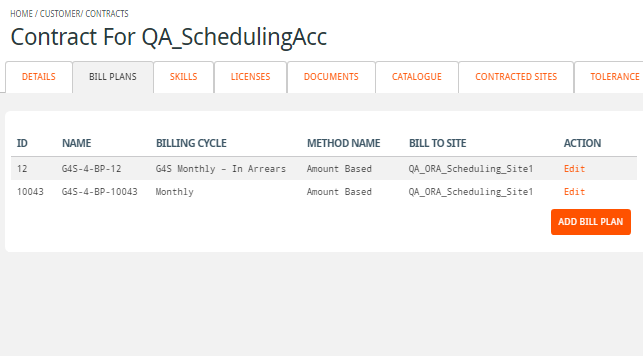 HOME / CUSTOMER/ CONTRACTS
Contract For QA_SchedulingAcc
DETAILS BILL PLANS SKILLS LICENSES DOCUMENTS CATALOGUE CONTRACTED SITES TOLERANCE
ID NAME BILLING CYCLE METHOD NAME BILL TO SITE ACTION
12 G4S-4-BP-12 G4S Monthly - In Arrears Amount Based QA_ORA_Scheduling_Site1 Edit
10043 G4S-4-BP-10043 Monthly Amount Based QA_ORA_Scheduling_Site1 Edit
ADD BILL PLAN